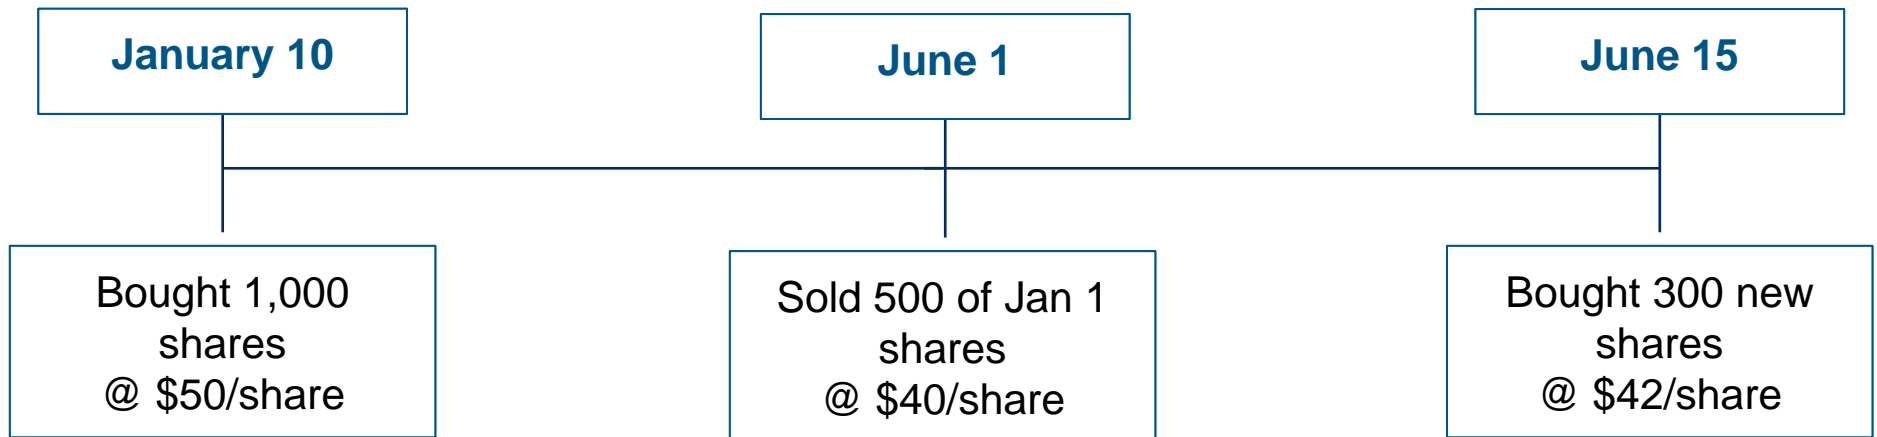 January 10
June 1
June 15
Bought 1,000
shares
@ $50/share
Sold 500 of Jan 1
shares
@ $40/share
Bought 300 new
shares
@ $42/share